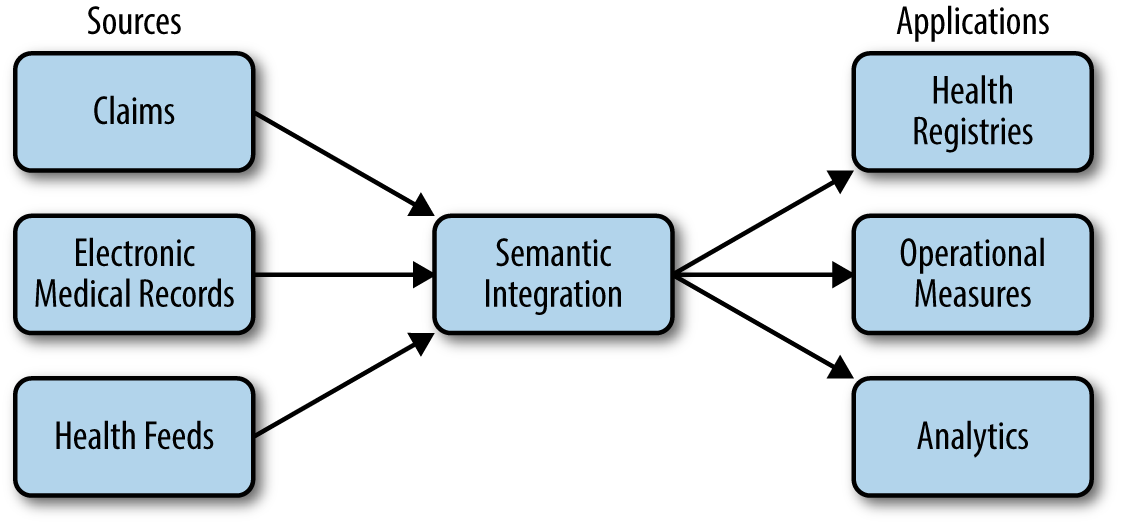 Sources
Applications
Claims
Health
Registries
Electronic
Medical Records
Semantic
Integration
Operational
Measures
Health Feeds
Analytics